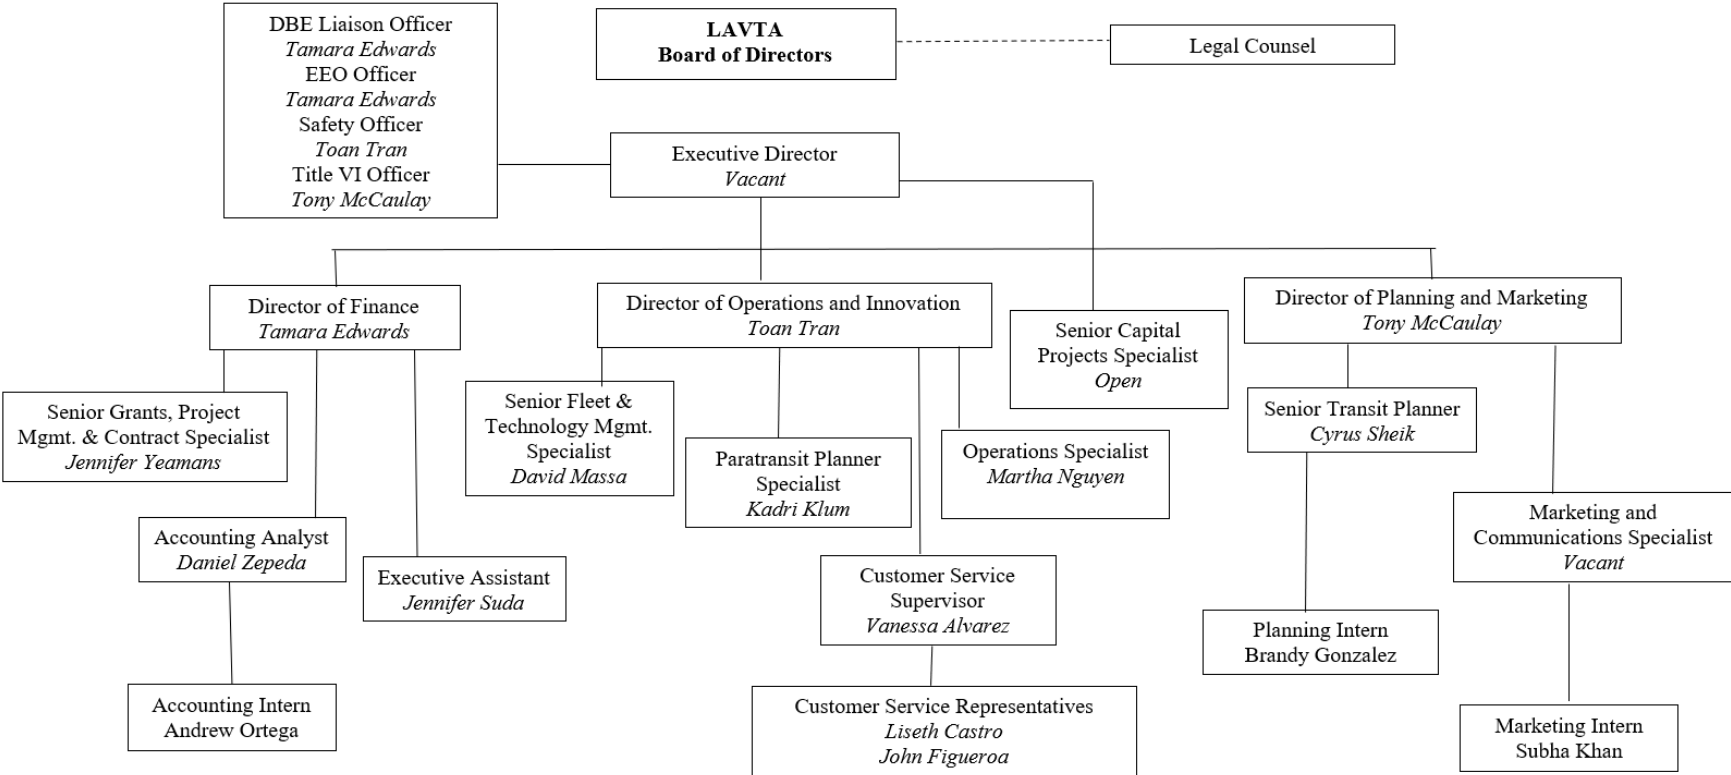 DBE Liaison Officer
Tamara Edwards
EEO Officer
Tamara Edwards
Safety Officer
Toan Tran
Title VI Officer
Tony McCaulay
LAVTA
Board of Directors
Legal Counsel
Executive Director
Vacant
Director of Finance
Tamara Edwards
Director of Operations and Innovation
Toan Tran
Senior Capital
Projects Specialist
Open
Director of Planning and Marketing
Tony McCaulay
Senior Grants, Project
Mgmt. & Contract Specialist
Jennifer Yeamans
Accounting Analyst
Daniel Zepeda
Executive Assistant
Jennifer Suda
Accounting Intern
Andrew Ortega
Senior Fleet &
Technology Mgmt.
Specialist
David Massa
Paratransit Planner
Specialist
Kadri Klum
Operations Specialist
Martha Nguyen
Customer Service
Supervisor
Vanessa Alvarez
Customer Service Representatives
Liseth Castro
John Figueroa
Senior Transit Planner
Cyrus Sheik
Planning Intern
Brandy Gonzalez
Marketing and
Communications Specialist
Vacant
Marketing Intern
Subha Khan